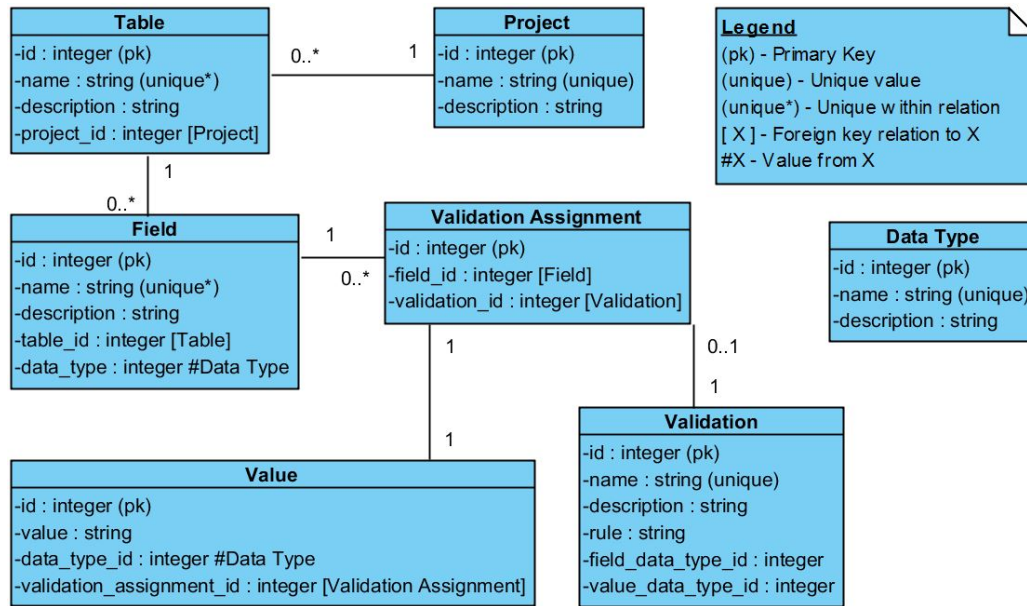 Table
-id : integer (pk)
-name : string (unique*)
-description : string
-project_id : integer [Project]
0..*
1
Project
-id : integer (pk)
-name : string (unique)
-description : string
Legend
(pk) - Primary Key
(unique) - Unique value
(unique*) - Unique within relation
[ X ] - Foreign key relation to X
#X - Value from X
1
0..*
Field
-id : integer (pk)
-name : string (unique*)
-description : string
-table_id : integer [Table]
-data_type : integer #Data Type
1
0..*
Validation Assignment
-id : integer (pk)
-field_id : integer [Field]
-validation_id : integer [Validation]
Data Type
-id : integer (pk)
-name : string (unique)
-description : string
1
1
0..1
1
Value
-id : integer (pk)
-value : string
-data_type_id : integer #Data Type
-validation_assignment_id : integer [Validation Assignment]
Validation
-id : integer (pk)
-name : string (unique)
-description : string
-rule : string
-field_data_type_id : integer
-value_data_type_id : integer